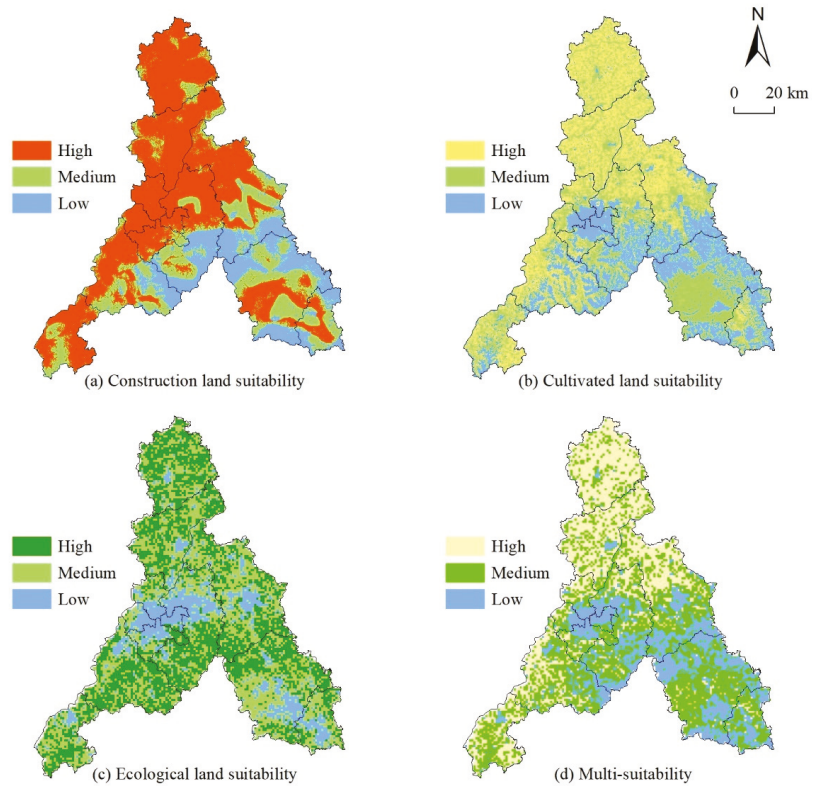 N
0 20 km
High
Medium
Low
(a) Construction land suitability
High
Medium
Low
(b) Cultivated land suitability
High
Medium
Low
(c) Ecological land suitability
High
Medium
Low
(d) Multi-suitability